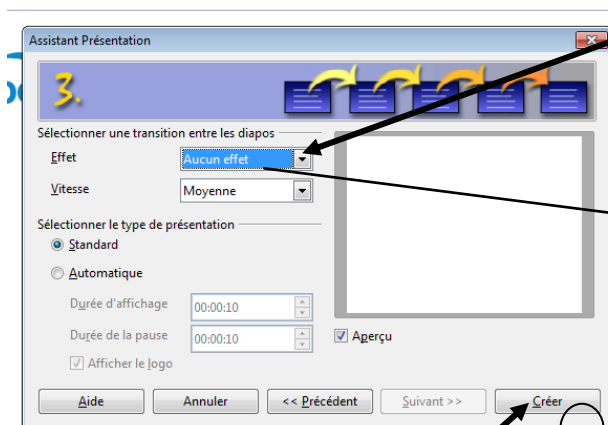 Assistant Présentation
3.
Sélectionner une transition entre les diapos
Effet
Aucun effet
Vitesse
Moyenne
Sélectionner le type de présentation
Standard
Automatique
Durée d'affichage
00:00:10
Durée de la pause
00:00:10
Aperçu
Afficher le logo
Aide
Annuler
<< Précédent
Suivant >>
Créer